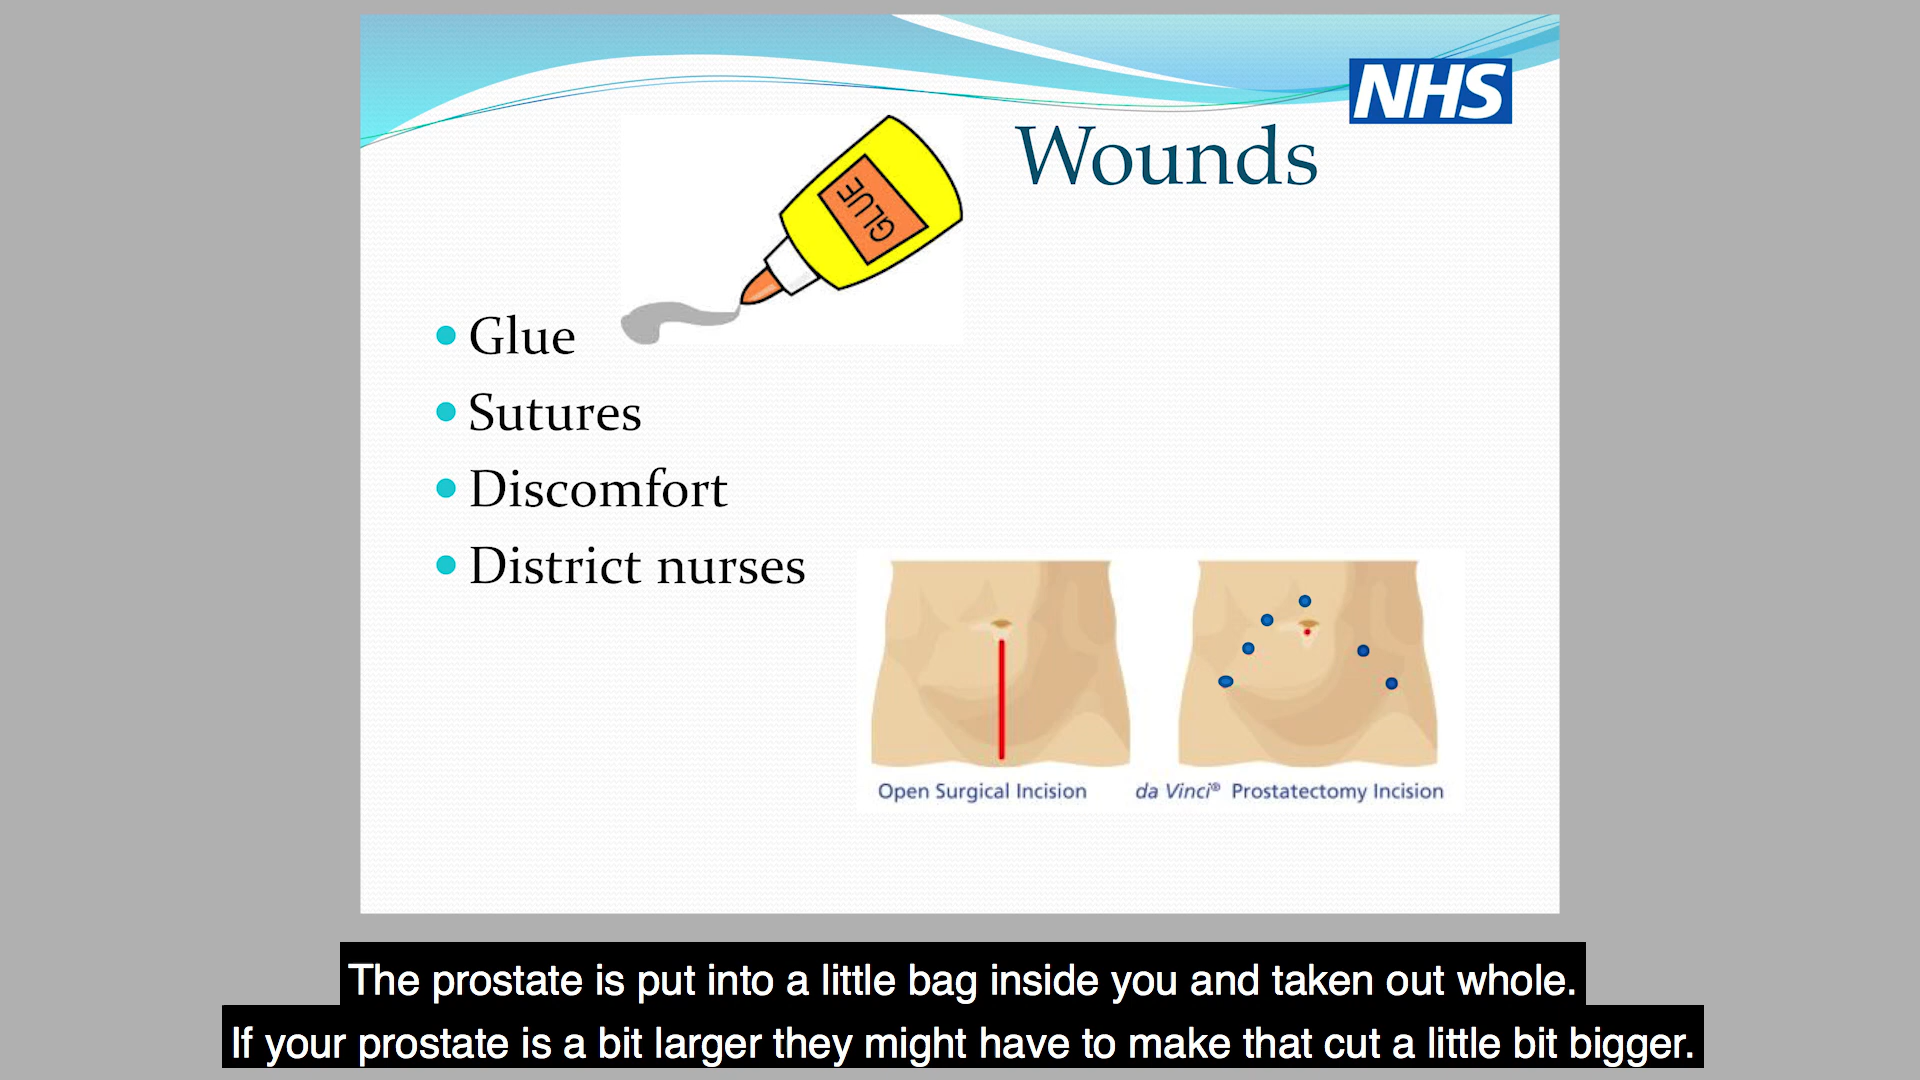 NHS
Wounds
GLUE
Glue
Sutures
Discomfort
District nurses
Open Surgical Incision
da Vinci® Prostatectomy Incision
The prostate is put into a little bag inside you and taken out whole.
If your prostate is a bit larger they might have to make that cut a little bit bigger.